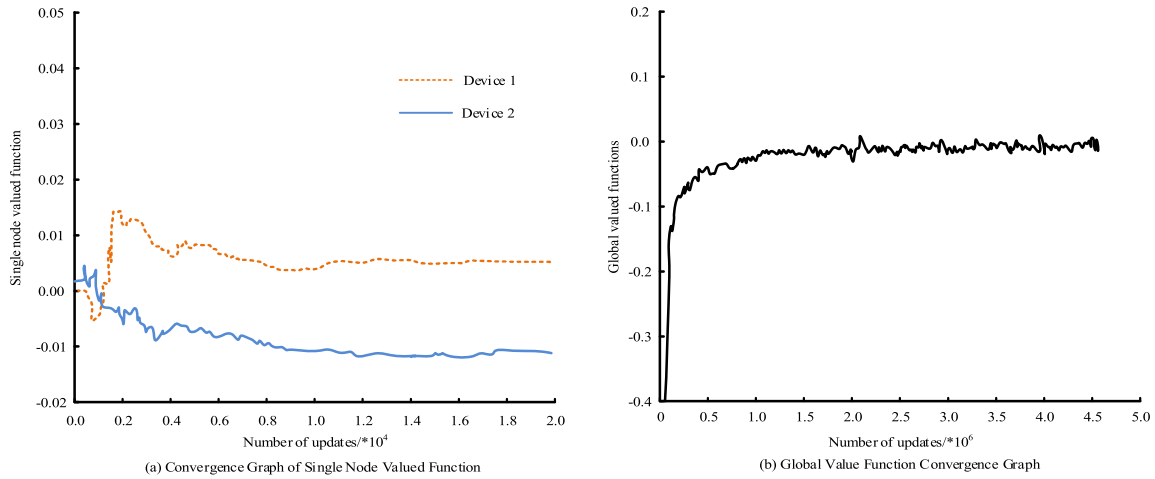 0.05
0.04
0.03
0.02
0.01
0.00
-0.01
-0.02
Single node valued function
Device 1
Device 2
0.0 0.2 0.4 0.6 0.8 1.0 1.2 1.4 1.6 1.8 2.0
Number of updates/*10⁴
(a) Convergence Graph of Single Node Valued Function
0.2
0.1
0.0
-0.1
-0.2
-0.3
-0.4
Global valued functions
0 0.5 1.0 1.5 2.0 2.5 3.0 3.5 4.0 4.5 5.0
Number of updates/*10⁶
(b) Global Value Function Convergence Graph